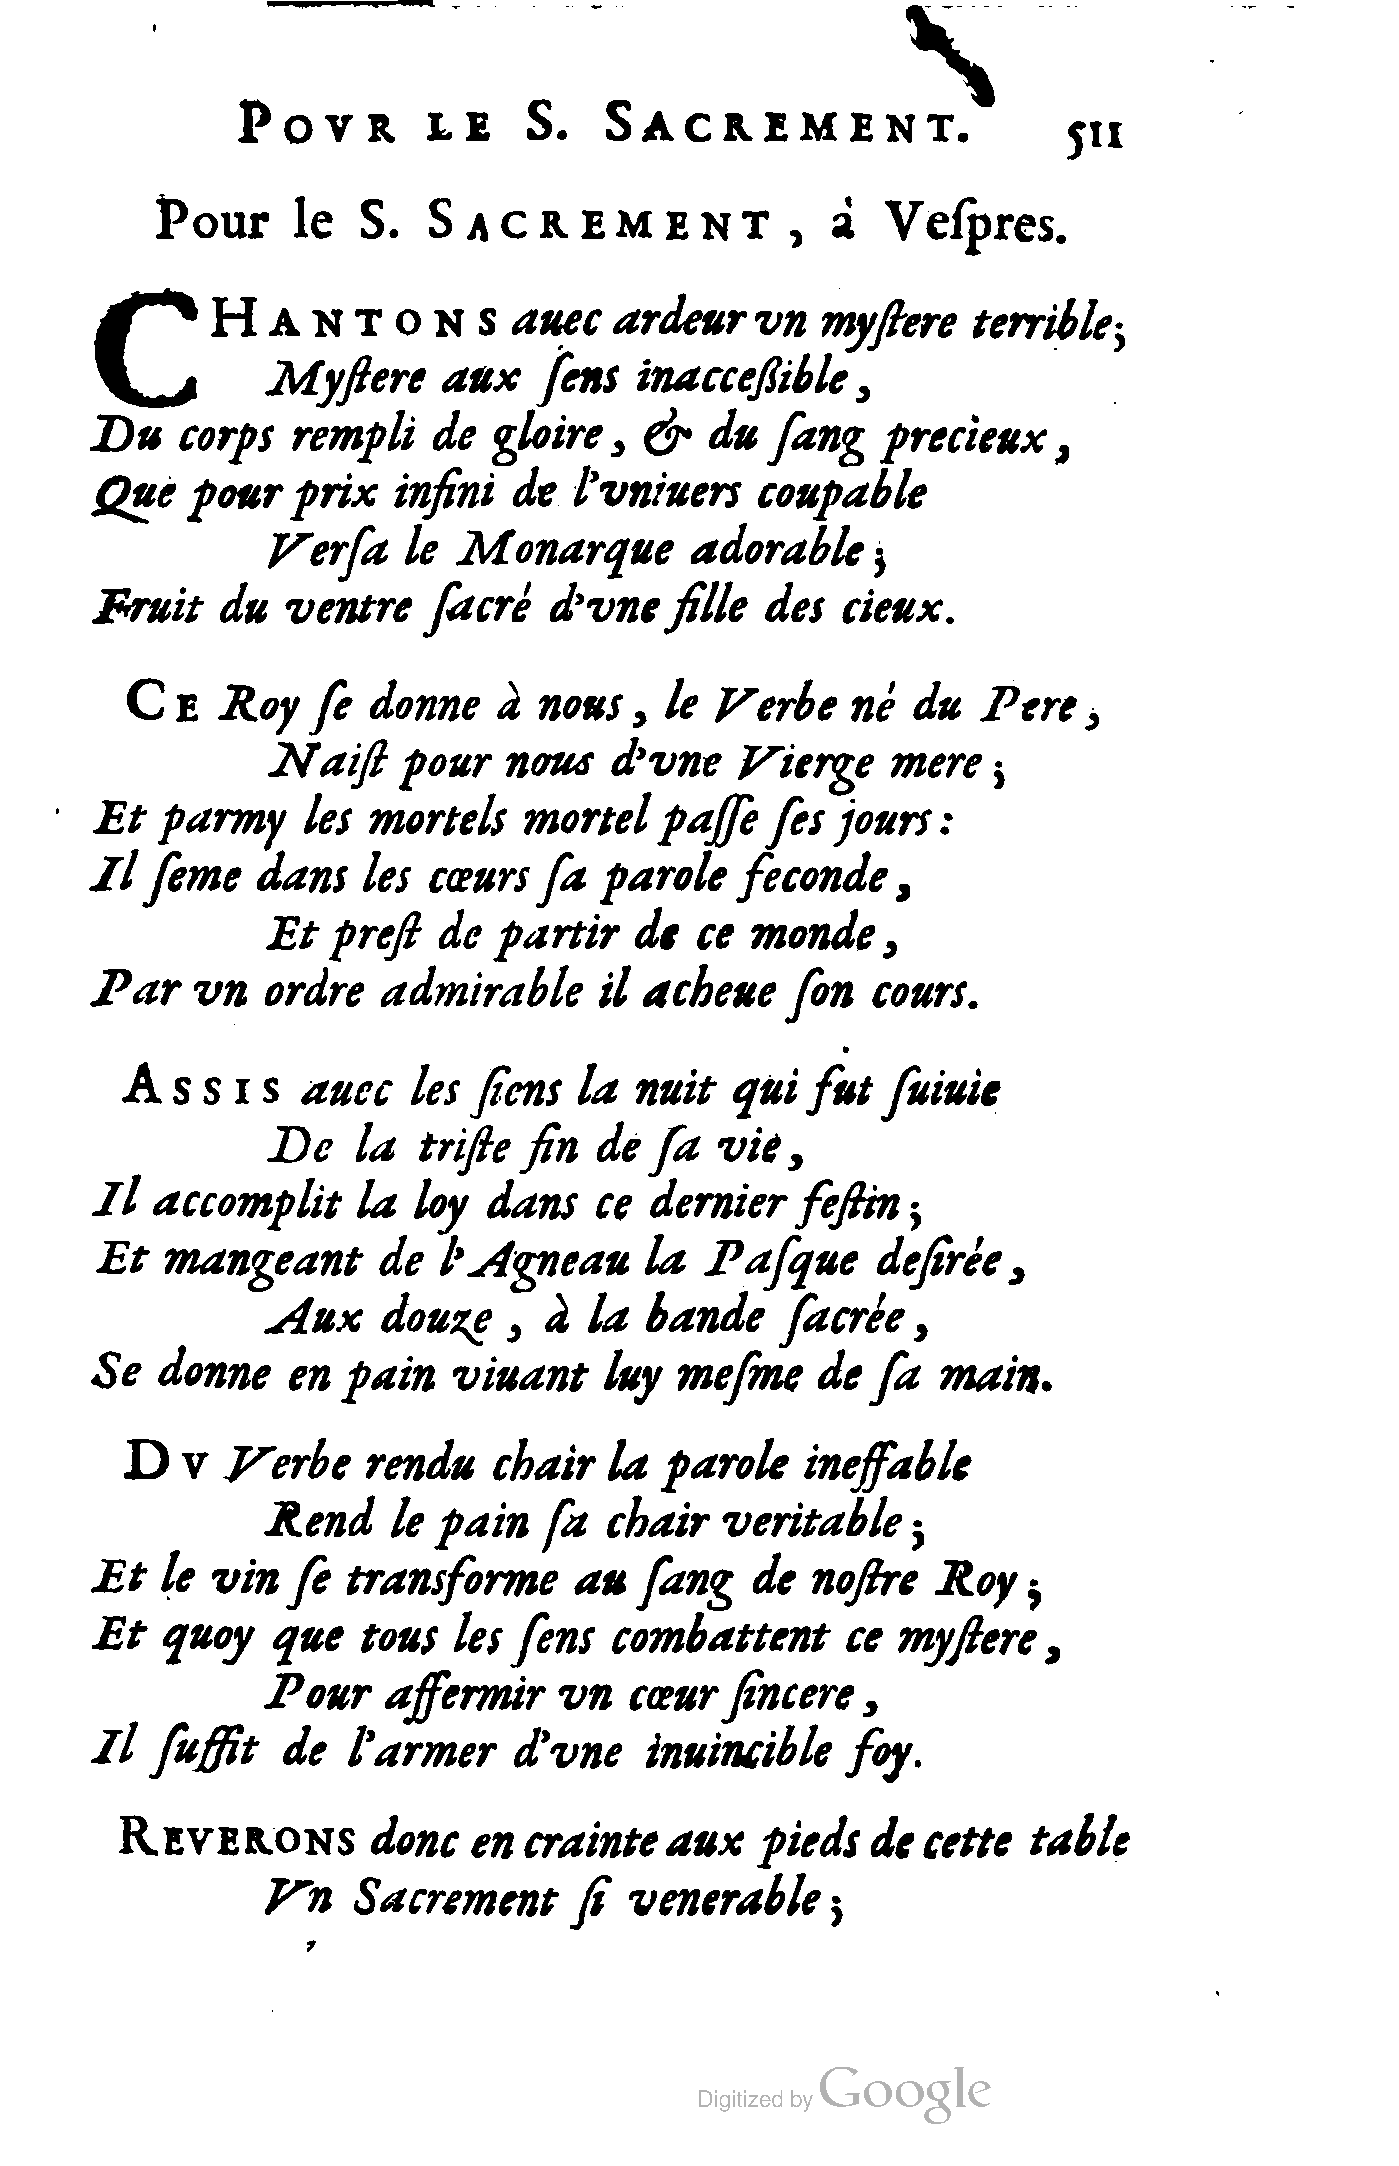 POVR LE S. SACREMENT. 511
Pour le S. SACREMENT, à Veſpres.
CHANTONS auec ardeur vn myſtere terrible;
Myſtere aux ſens inacceßible,
Du corps rempli de gloire, & du ſang precieux,
Que pour prix infini de l'vniuers coupable
Verſa le Monarque adorable;
Fruit du ventre ſacré d'vne fille des cieux.
CE Roy ſe donne à nous, le Verbe né du Pere,
Naiſt pour nous d'vne Vierge mere;
Et parmy les mortels mortel paſſe ſes jours:
Il ſeme dans les cœurs ſa parole feconde,
Et preſt de partir de ce monde,
Par vn ordre admirable il acheue ſon cours.
ASSIS auec les ſiens la nuit qui fut ſuiuie
De la triſte fin de ſa vie,
Il accomplit la loy dans ce dernier feſtin;
Et mangeant de l'Agneau la Paſque deſirée,
Aux douze, à la bande ſacrée,
Se donne en pain viuant luy meſme de ſa main.
DV Verbe rendu chair la parole ineffable
Rend le pain ſa chair veritable;
Et le vin ſe transforme au ſang de noſtre Roy;
Et quoy que tous les ſens combattent ce myſtere,
Pour affermir vn cœur ſincere,
Il ſuffit de l'armer d'vne inuincible foy.
REVERONS donc en crainte aux pieds de cette table
Vn Sacrement ſi venerable;
Digitized by Google